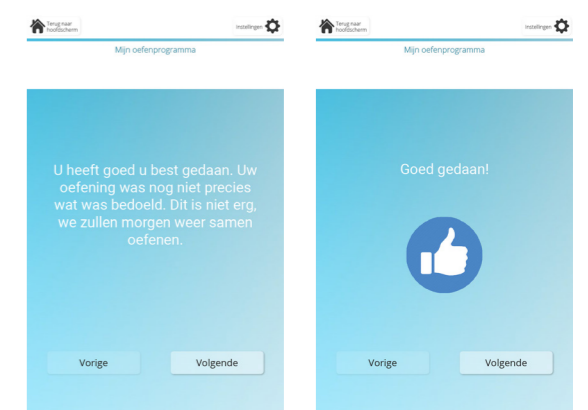 Terug naar
hoofdscherm
Instellingen
Mijn oefenprogramma
U heeft goed u best gedaan. Uw
oefening was nog niet precies
wat was bedoeld. Dit is niet erg,
we zullen morgen weer samen
oefenen.
Vorige
Volgende
Terug naar
hoofdscherm
Instellingen
Mijn oefenprogramma
Goed gedaan!
Vorige
Volgende